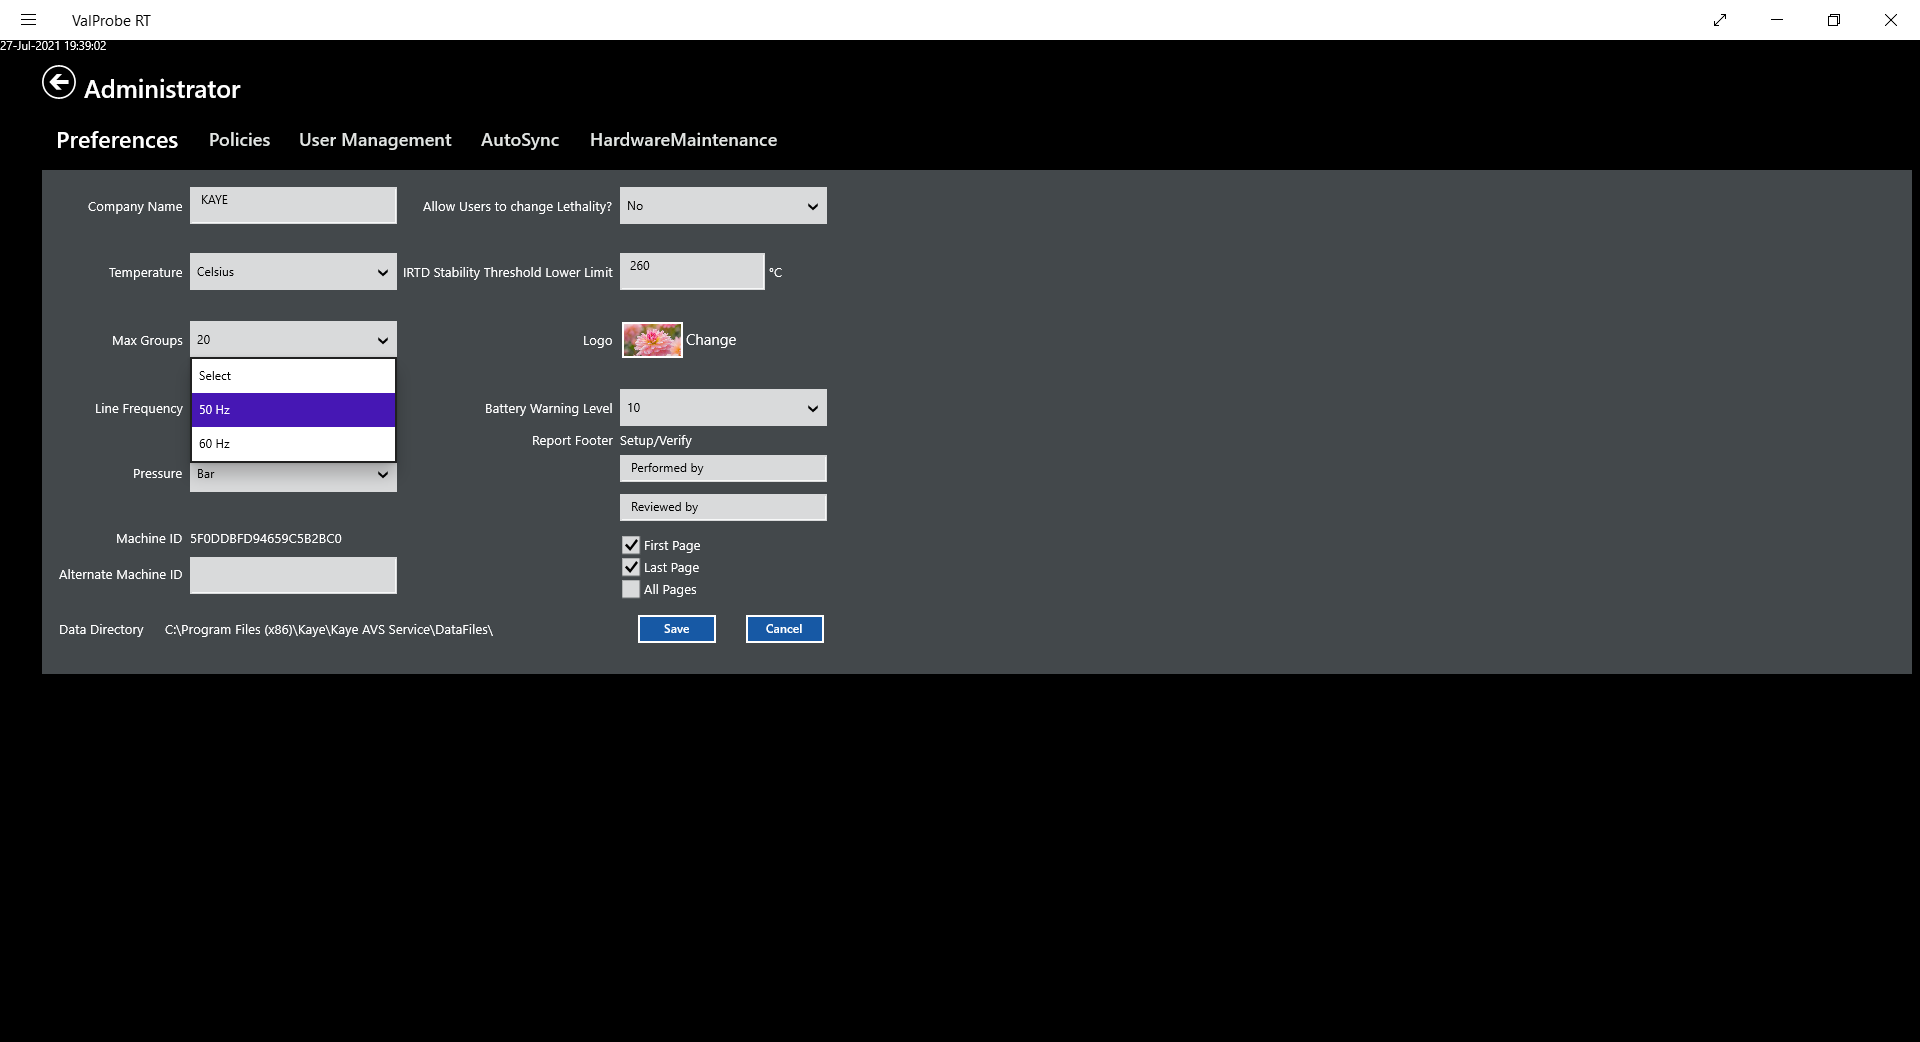 ValProbe RT
27-Jul-2021 19:39:02
Administrator
Preferences Policies User Management AutoSync HardwareMaintenance
Company Name KAYE Allow Users to change Lethality? No
Temperature Celsius IRTD Stability Threshold Lower Limit 260 °C
Max Groups 20 Logo Change
Select
Line Frequency 50 Hz Battery Warning Level 10
60 Hz Report Footer Setup/Verify
Pressure Bar Performed by
Reviewed by
Machine ID 5F0DDBFD94659C5B2BC0 First Page
Alternate Machine ID Last Page
All Pages
Data Directory C:\Program Files (x86)\Kaye\Kaye AVS Service\DataFiles\ Save Cancel